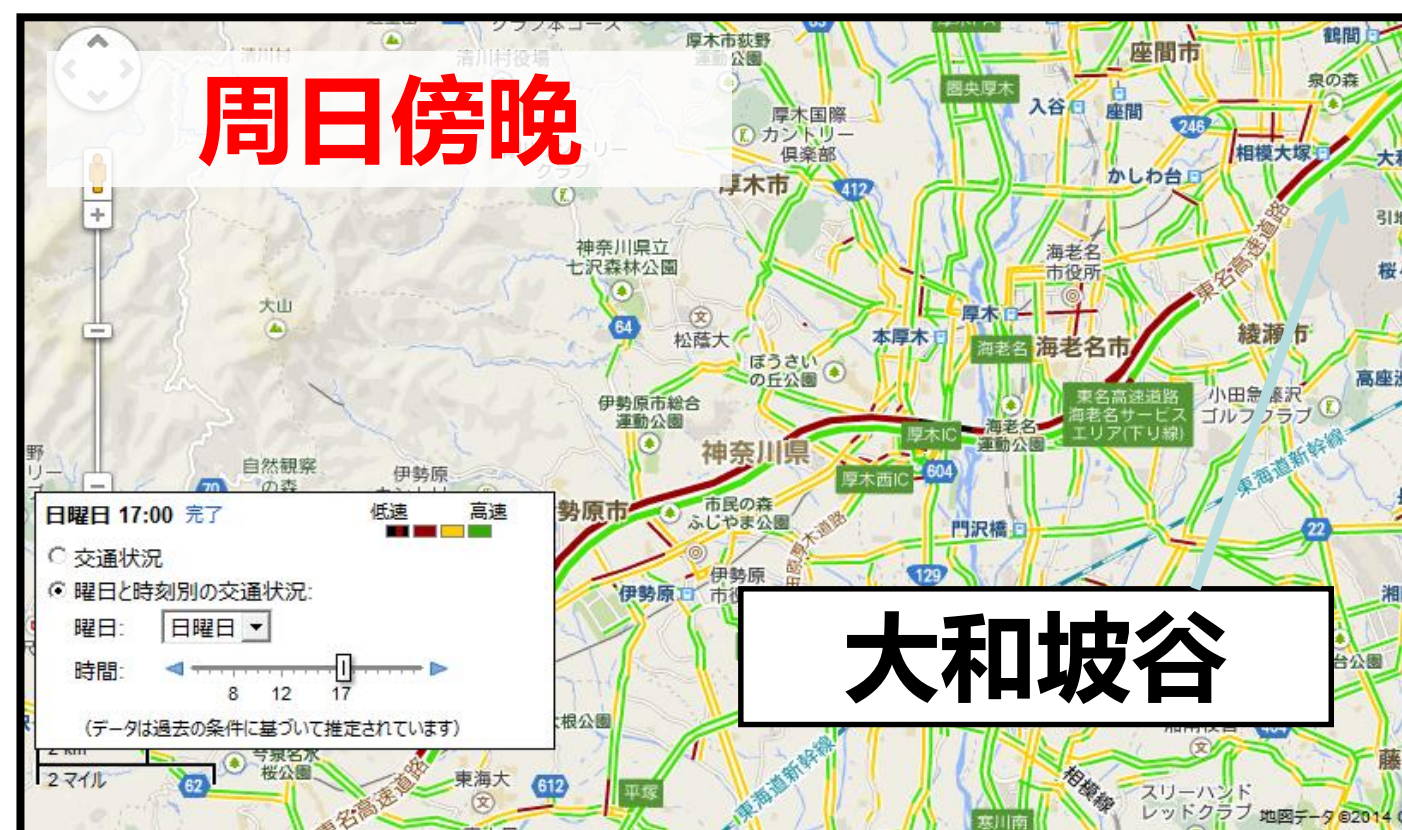 周日傍晚
大和坡谷
厚木市荻野
運動公園
座間市
鶴間
泉の森
圏央厚木
入谷
座間
246
厚木国際
カントリー
倶楽部
相模大塚
かしわ台
厚木市
412
神奈川県立
七沢森林公園
海老名
市役所
東名高速道路
大山
64
松蔭大
厚木
本厚木
海老名
海老名市
綾瀬市
ぼうさい
の丘公園
東名高速道路
海老名サービス
エリア(下り線)
小田急藤沢
ゴルフクラブ
伊勢原市総合
運動公園
厚木IC
海老名
運動公園
神奈川県
厚木西IC
604
東海道新幹線
自然観察
の森
伊勢原
70
勢原市
市民の森
ふじやま公園
門沢橋
22
129
伊勢原
伊勢原
日曜日 17:00 完了
低速 高速
交通状況
曜日と時刻別の交通状況:
曜日: 日曜日
時間:
8 12 17
(データは過去の条件に基づいて推定されています)
2 マイル
桜公園
62
東名高速道路
東海大
612
平塚
東海道新幹線
相模線
寒川南
スリーハンド
レッドクラブ
地図データ ©2014